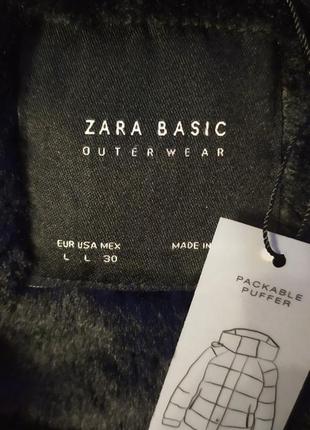 ZARA BASIC
OUTERWEAR
EUR USA MEX
MADE IN
L L 30
PACKABLE
PUFFER